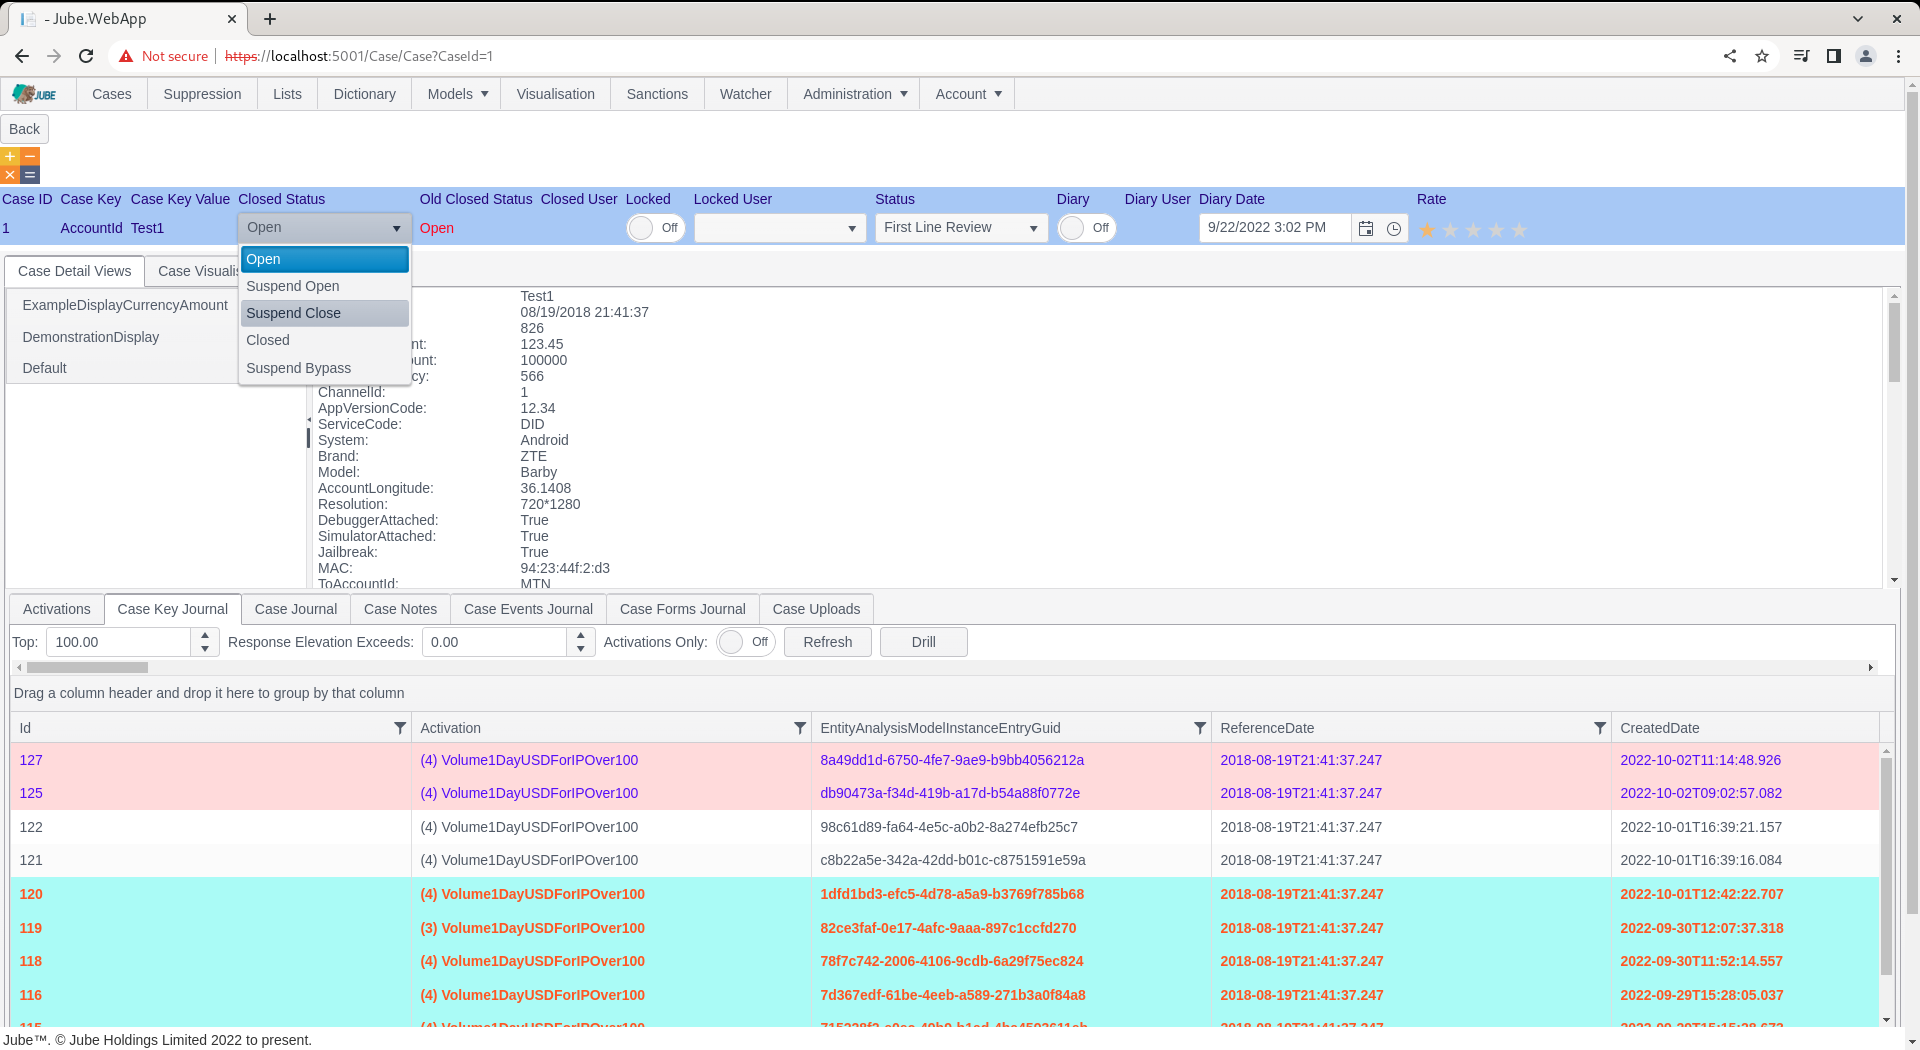 - Jube.WebApp
Not secure https://localhost:5001/Case/Case?CaseId=1
JUBE Cases Suppression Lists Dictionary Models Visualisation Sanctions Watcher Administration Account
Back
Case ID Case Key Case Key Value Closed Status Old Closed Status Closed User Locked Locked User Status Diary Diary User Diary Date Rate
1 AccountId Test1 Open Open Off First Line Review Off 9/22/2022 3:02 PM
Open
Suspend Open
Suspend Close
Closed
Suspend Bypass
Case Detail Views Case Visualis
ExampleDisplayCurrencyAmount
DemonstrationDisplay
Default
Test1
08/19/2018 21:41:37
826
nt: 123.45
ount: 100000
cy: 566
ChannelId: 1
AppVersionCode: 12.34
ServiceCode: DID
System: Android
Brand: ZTE
Model: Barby
AccountLongitude: 36.1408
Resolution: 720*1280
DebuggerAttached: True
SimulatorAttached: True
Jailbreak: True
MAC: 94:23:44f:2:d3
ToAccountId: MTN
Activations Case Key Journal Case Journal Case Notes Case Events Journal Case Forms Journal Case Uploads
Top: 100.00 Response Elevation Exceeds: 0.00 Activations Only: Off Refresh Drill
Drag a column header and drop it here to group by that column
Id Activation EntityAnalysisModelInstanceEntryGuid ReferenceDate CreatedDate
127 (4) Volume1DayUSDForIPOver100 8a49dd1d-6750-4fe7-9ae9-b9bb4056212a 2018-08-19T21:41:37.247 2022-10-02T11:14:48.926
125 (4) Volume1DayUSDForIPOver100 db90473a-f34d-419b-a17d-b54a88f0772e 2018-08-19T21:41:37.247 2022-10-02T09:02:57.082
122 (4) Volume1DayUSDForIPOver100 98c61d89-fa64-4e5c-a0b2-8a274efb25c7 2018-08-19T21:41:37.247 2022-10-01T16:39:21.157
121 (4) Volume1DayUSDForIPOver100 c8b22a5e-342a-42dd-b01c-c8751591e59a 2018-08-19T21:41:37.247 2022-10-01T16:39:16.084
120 (4) Volume1DayUSDForIPOver100 1dfd1bd3-efc5-4d78-a5a9-b3769f785b68 2018-08-19T21:41:37.247 2022-10-01T12:42:22.707
119 (3) Volume1DayUSDForIPOver100 82ce3faf-0e17-4afc-9aaa-897c1ccfd270 2018-08-19T21:41:37.247 2022-09-30T12:07:37.318
118 (4) Volume1DayUSDForIPOver100 78f7c742-2006-4106-9cdb-6a29f75ec824 2018-08-19T21:41:37.247 2022-09-30T11:52:14.557
116 (4) Volume1DayUSDForIPOver100 7d367edf-61be-4eeb-a589-271b3a0f84a8 2018-08-19T21:41:37.247 2022-09-29T15:28:05.037
115 (4) Volume1DayUSDForIPOver100 2018-08-19T21:41:37.247
Jube™. © Jube Holdings Limited 2022 to present.